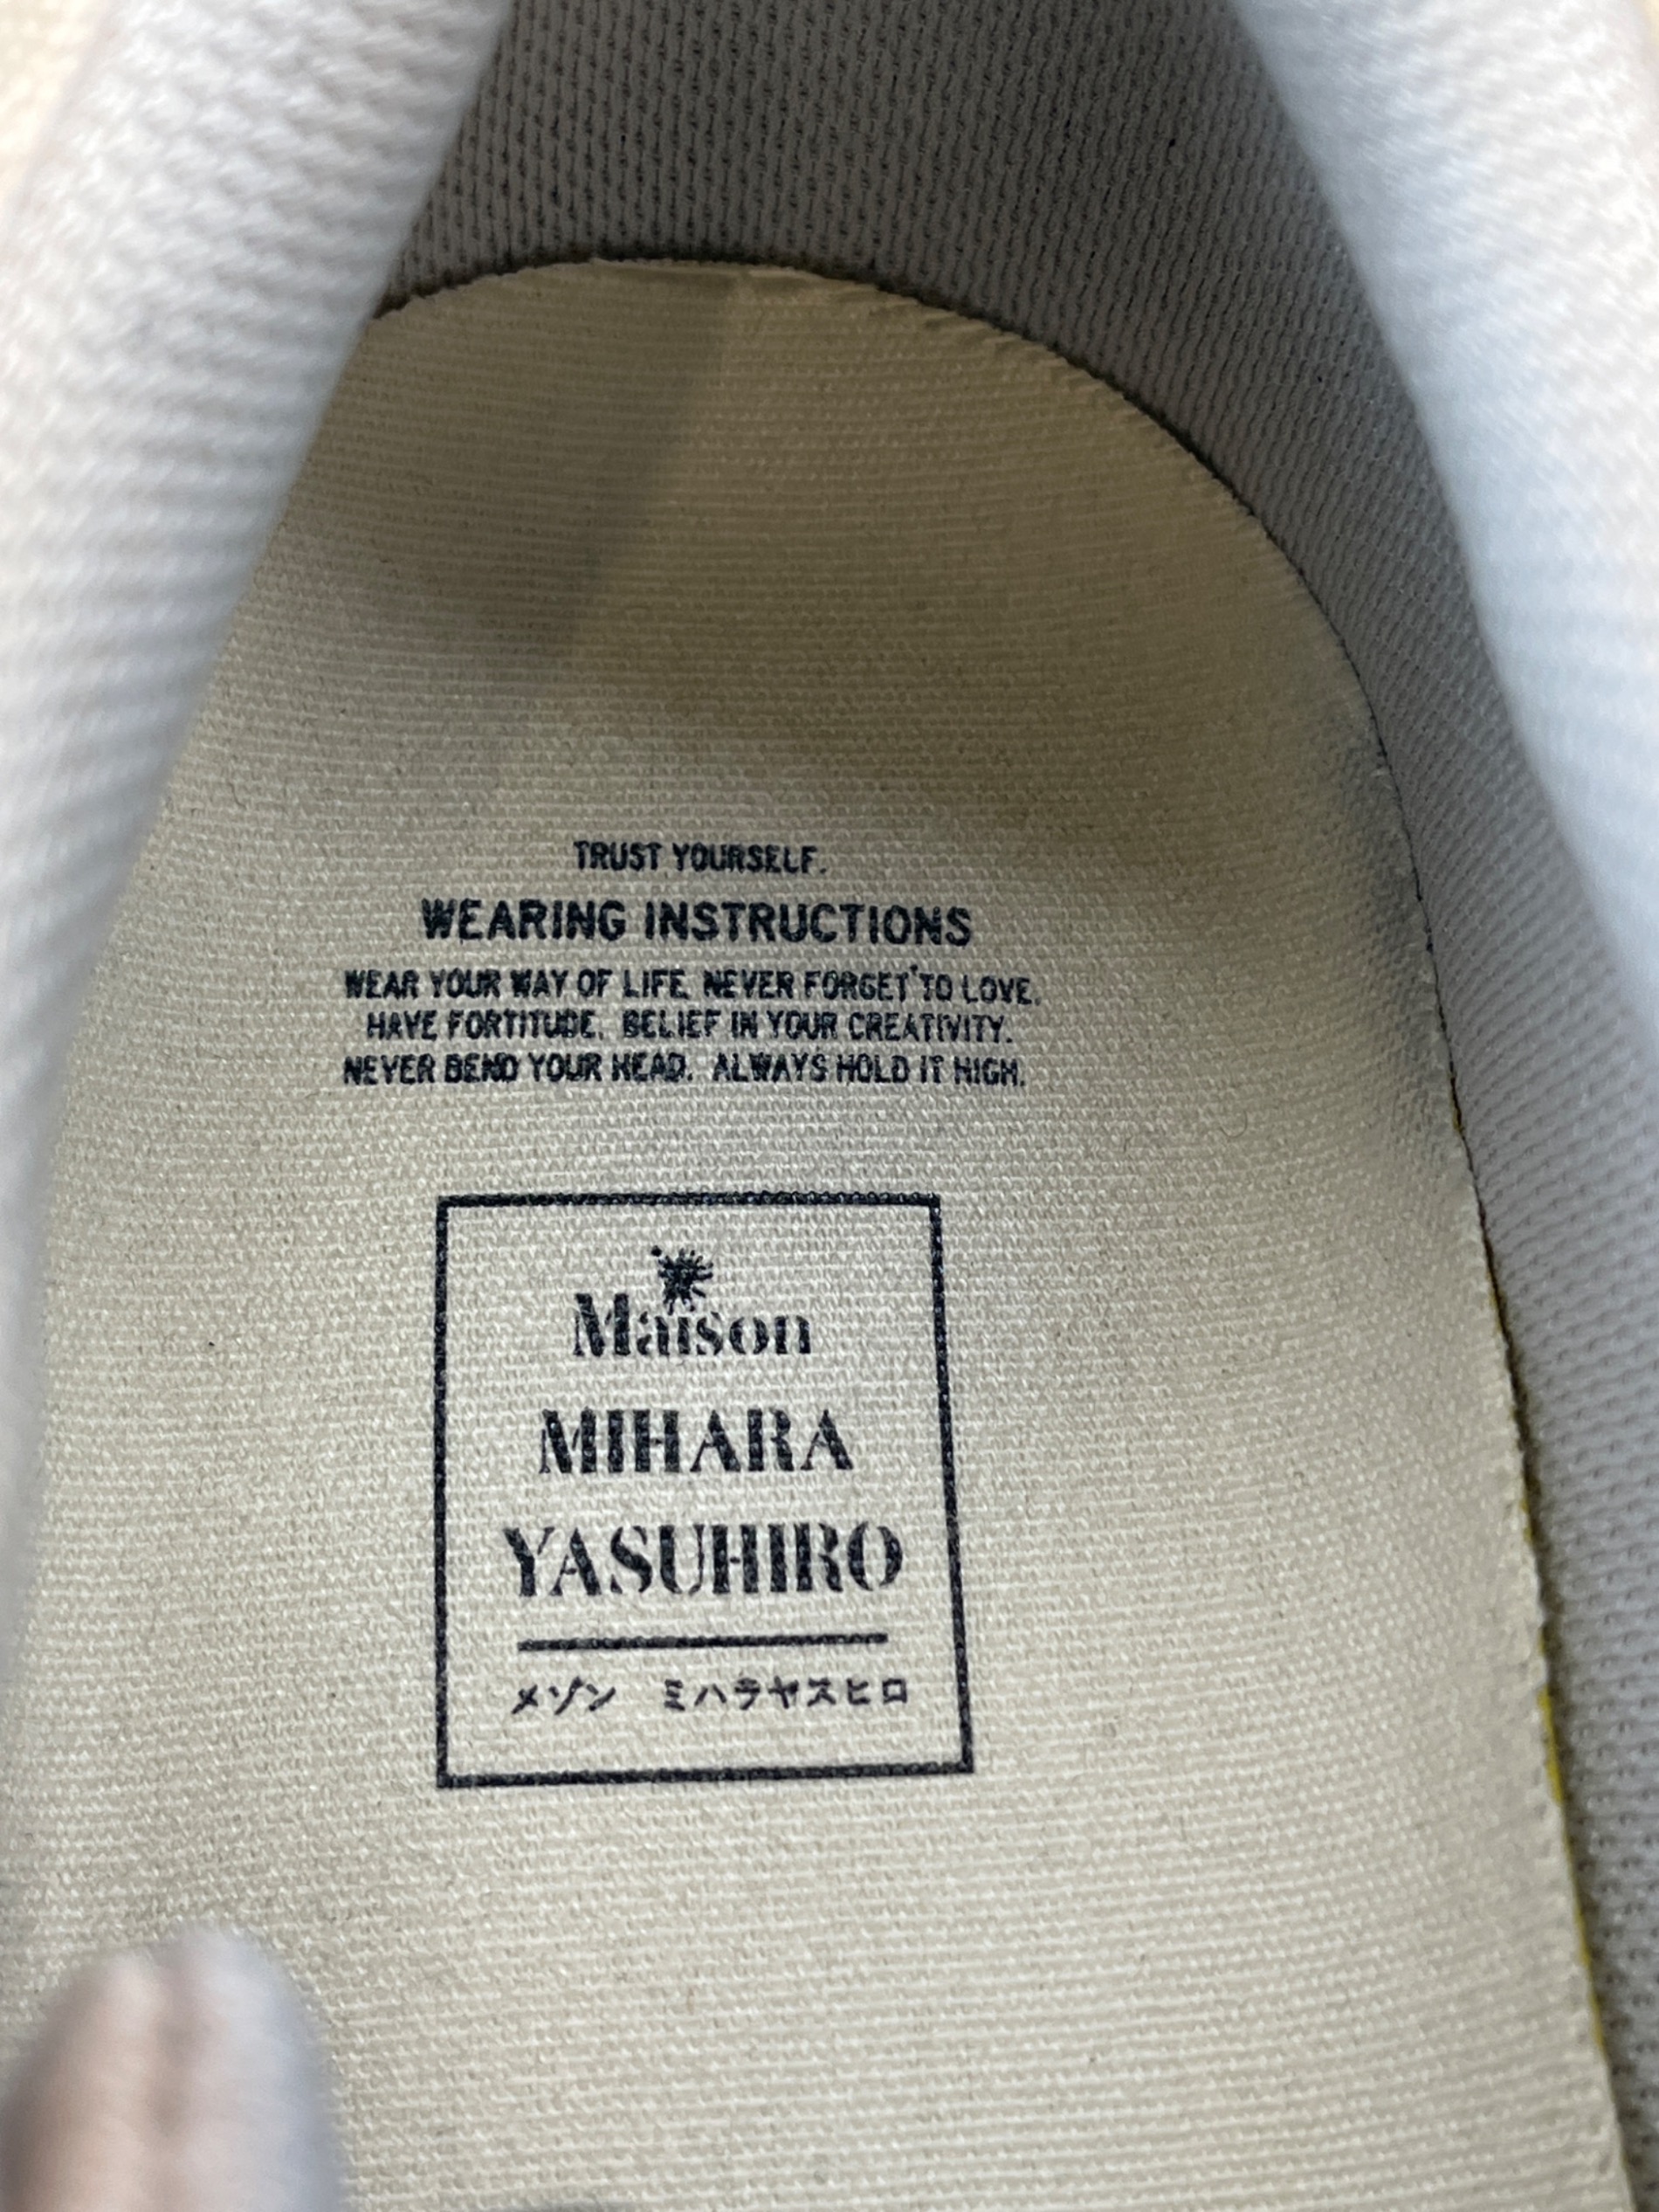 TRUST YOURSELF.
WEARING INSTRUCTIONS
WEAR YOUR WAY OF LIFE. NEVER FORGET TO LOVE.
HAVE FORTITUDE. BELIEF IN YOUR CREATIVITY.
NEVER BEND YOUR HEAD. ALWAYS HOLD IT HIGH.
Maison
MIHARA
YASUHIRO
メゾン ミハラヤスヒロ